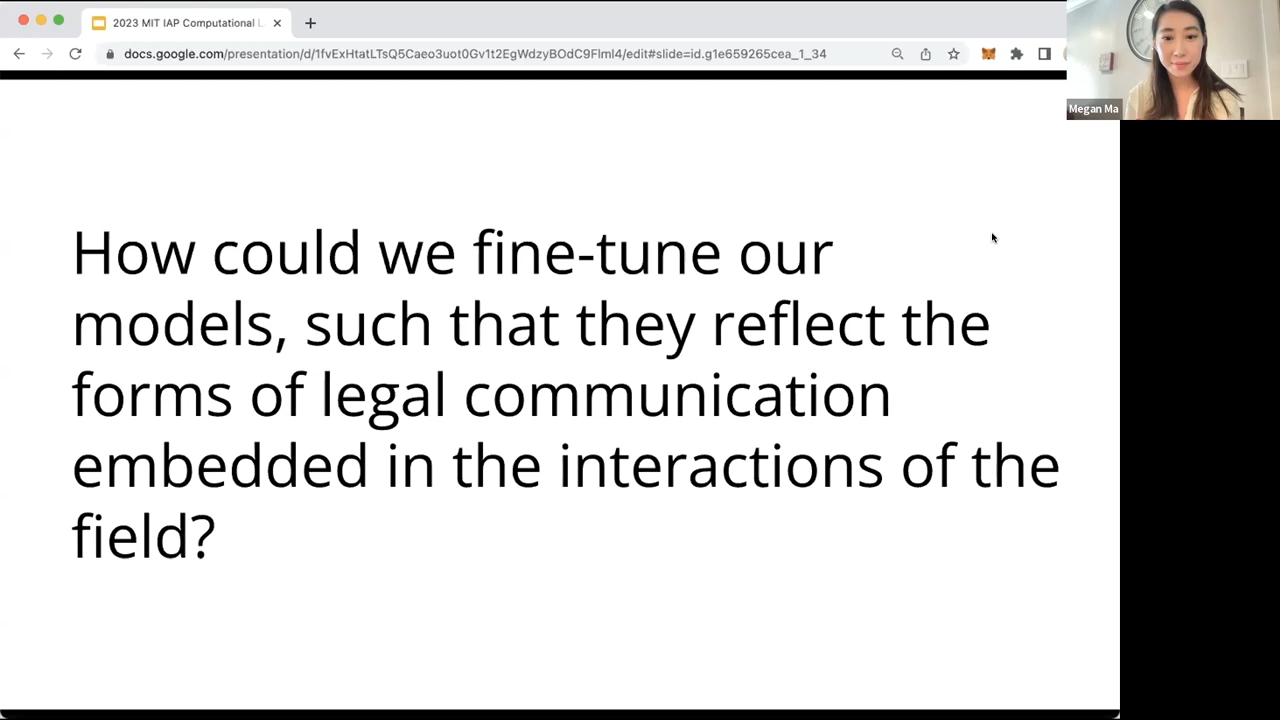 2023 MIT IAP Computational L
docs.google.com/presentation/d/1fvExHtatLTsQ5Caeo3uotMGv1t2EgWdzyBOdC9Flml4/edit#slide=id.g1e659265cea_1_34
Megan Ma
How could we fine-tune our
models, such that they reflect the
forms of legal communication
embedded in the interactions of the
field?